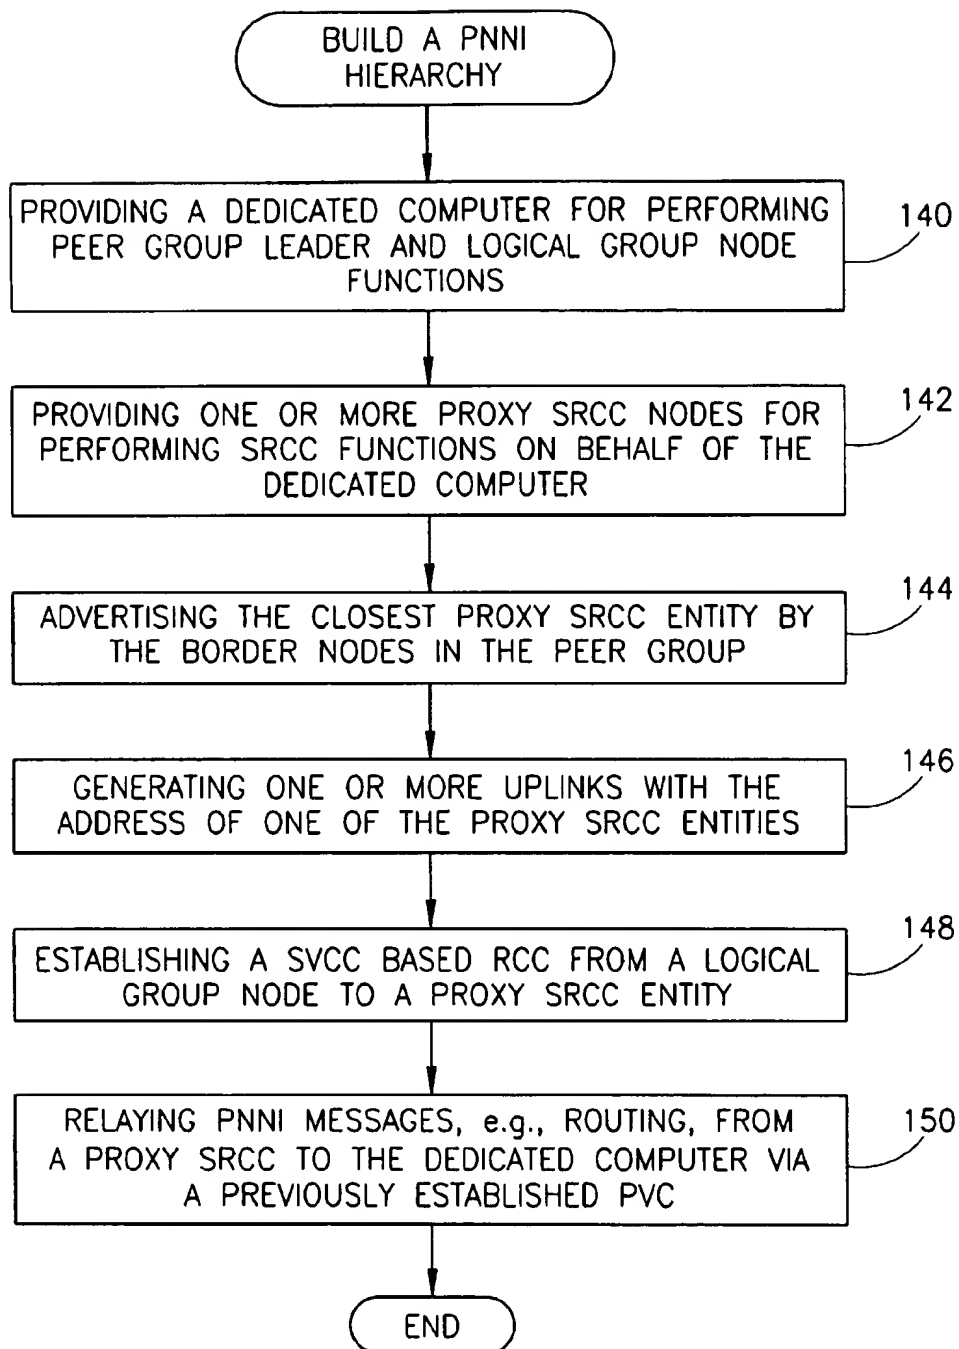 BUILD A PNNI
HIERARCHY
PROVIDING A DEDICATED COMPUTER FOR PERFORMING
PEER GROUP LEADER AND LOGICAL GROUP NODE
FUNCTIONS
140
PROVIDING ONE OR MORE PROXY SRCC NODES FOR
PERFORMING SRCC FUNCTIONS ON BEHALF OF THE
DEDICATED COMPUTER
142
ADVERTISING THE CLOSEST PROXY SRCC ENTITY BY
THE BORDER NODES IN THE PEER GROUP
144
GENERATING ONE OR MORE UPLINKS WITH THE
ADDRESS OF ONE OF THE PROXY SRCC ENTITIES
146
ESTABLISHING A SVCC BASED RCC FROM A LOGICAL
GROUP NODE TO A PROXY SRCC ENTITY
148
RELAYING PNNI MESSAGES, e.g., ROUTING, FROM
A PROXY SRCC TO THE DEDICATED COMPUTER VIA
A PREVIOUSLY ESTABLISHED PVC
150
END